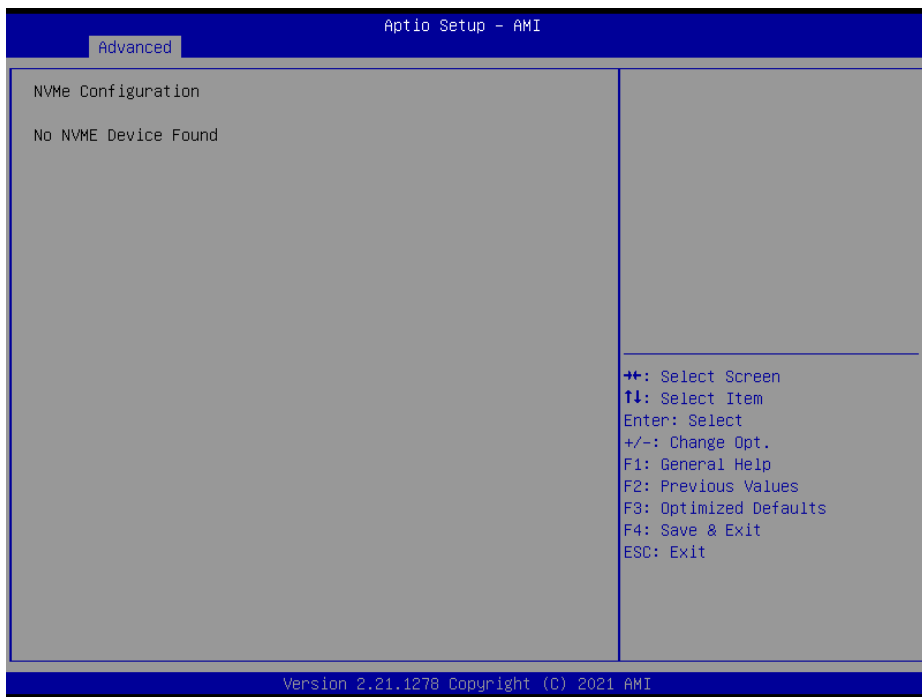 Aptio Setup – AMI
Advanced
NVMe Configuration
No NVME Device Found
→←: Select Screen
↑↓: Select Item
Enter: Select
+/-: Change Opt.
F1: General Help
F2: Previous Values
F3: Optimized Defaults
F4: Save & Exit
ESC: Exit
Version 2.21.1278 Copyright (C) 2021 AMI